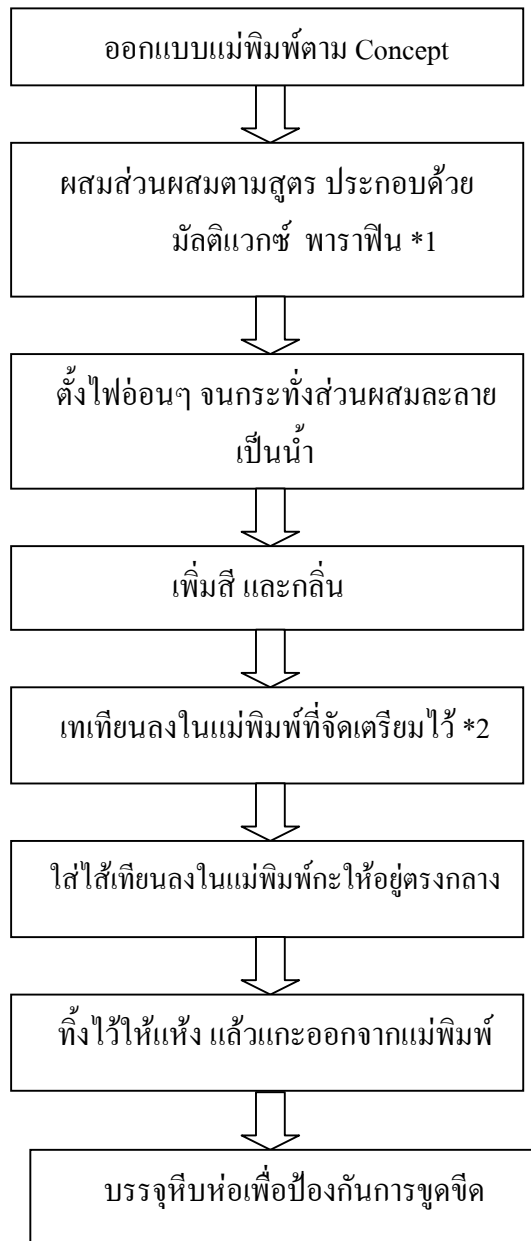 ออกแบบแม่พิมพ์ตาม Concept
ผสมส่วนผสมตามสูตร ประกอบด้วย
มัลติแวกซ์ พาราฟิน *1
ตั้งไฟอ่อนๆ จนกระทั่งส่วนผสมละลาย
เป็นน้ำ
เพิ่มสี และกลิ่น
เทเทียนลงในแม่พิมพ์ที่จัดเตรียมไว้ *2
ใส่ไส้เทียนลงในแม่พิมพ์กะให้อยู่ตรงกลาง
ทิ้งไว้ให้แห้ง แล้วแกะออกจากแม่พิมพ์
บรรจุหีบห่อเพื่อป้องกันการขูดขีด